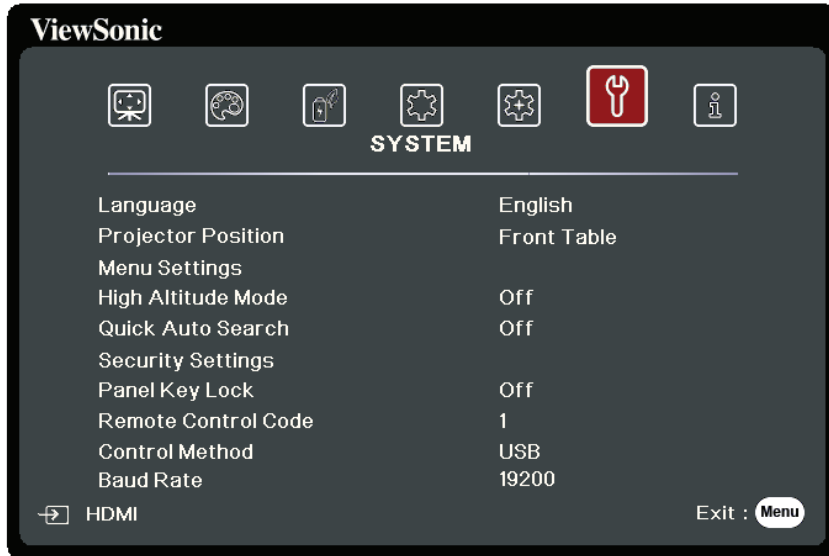 ViewSonic
SYSTEM
Language English
Projector Position Front Table
Menu Settings
High Altitude Mode Off
Quick Auto Search Off
Security Settings
Panel Key Lock Off
Remote Control Code 1
Control Method USB
Baud Rate 19200
HDMI Exit : Menu